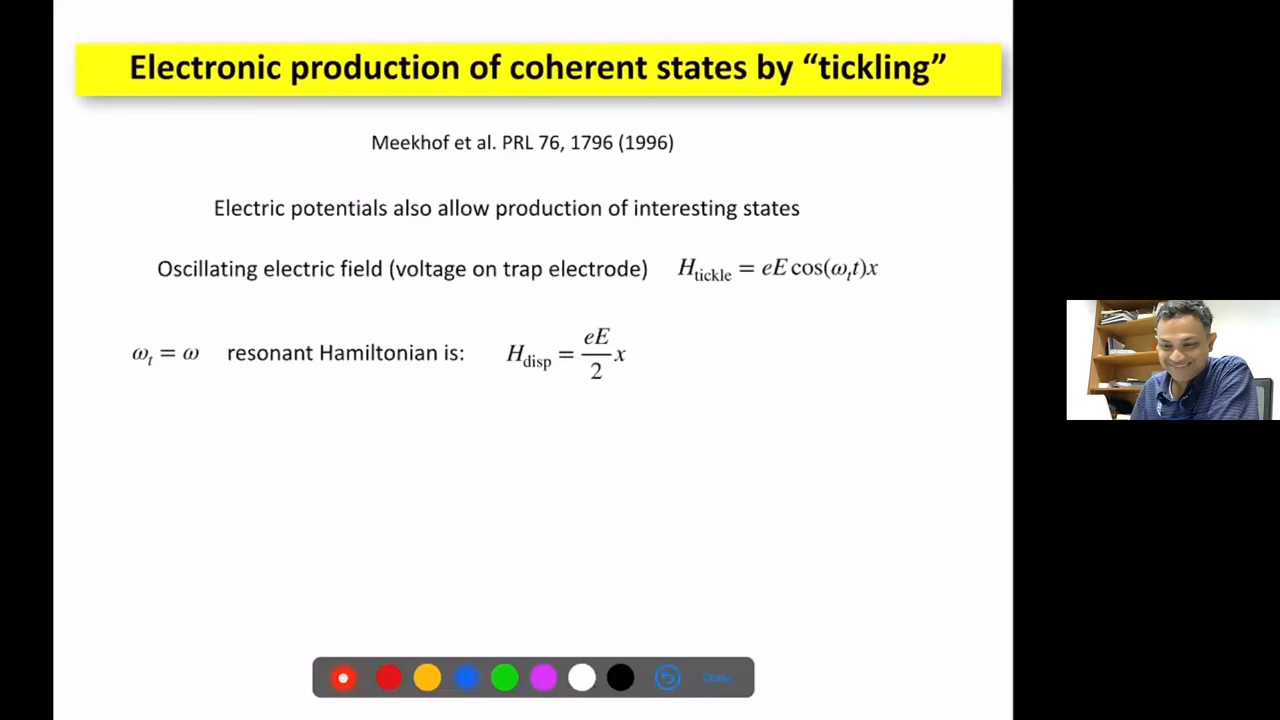 Electronic production of coherent states by “tickling”
Meekhof et al. PRL 76, 1796 (1996)
Electric potentials also allow production of interesting states
Oscillating electric field (voltage on trap electrode) H_tickle = eE cos(ω_t t)x
ω_t = ω resonant Hamiltonian is: H_disp = eE/2 x
Done